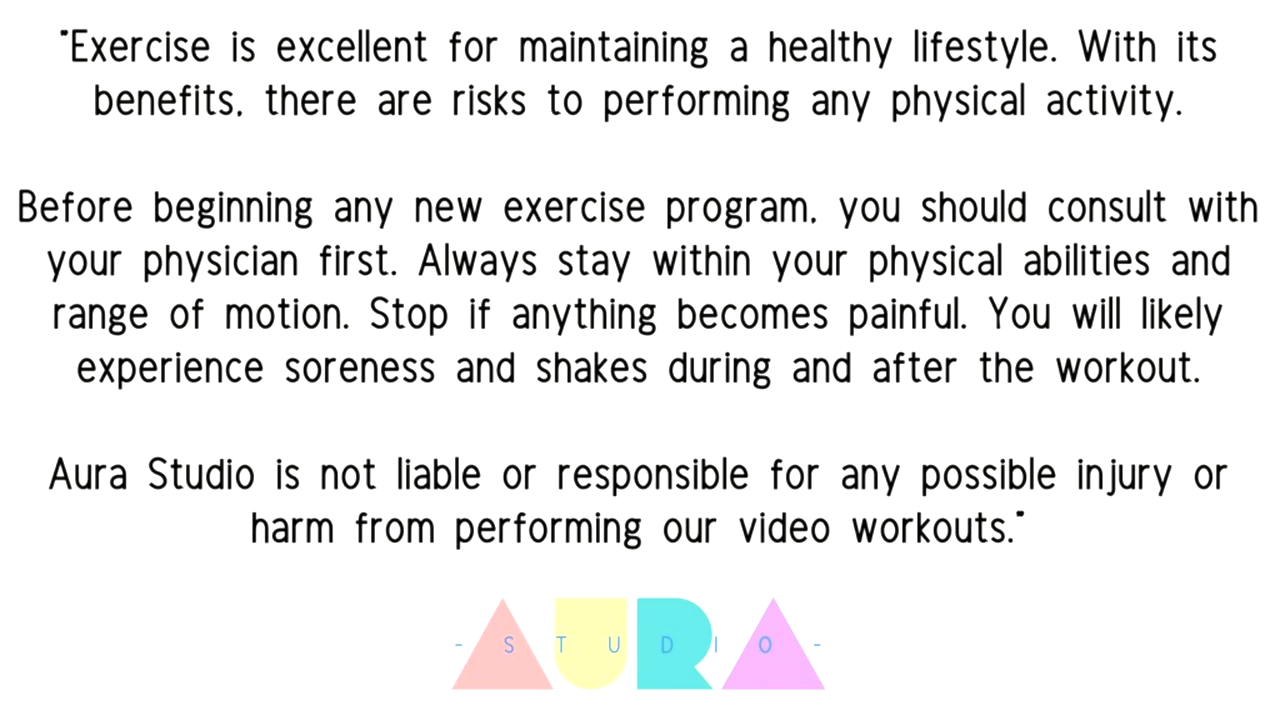 "Exercise is excellent for maintaining a healthy lifestyle. With its
benefits, there are risks to performing any physical activity.
Before beginning any new exercise program, you should consult with
your physician first. Always stay within your physical abilities and
range of motion. Stop if anything becomes painful. You will likely
experience soreness and shakes during and after the workout.
Aura Studio is not liable or responsible for any possible injury or
harm from performing our video workouts."
AURA
- STUDIO -